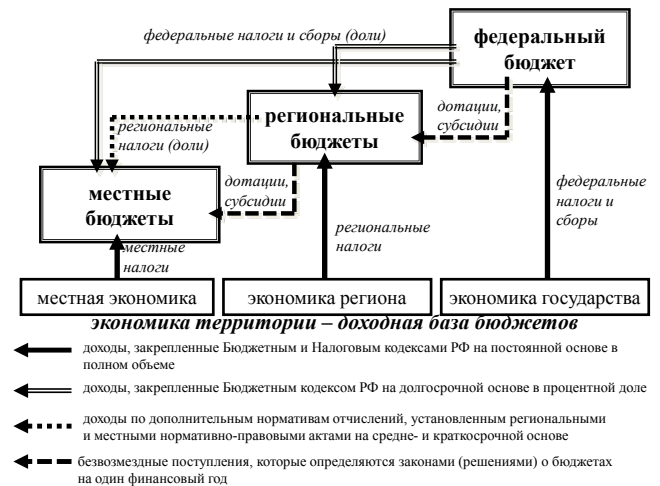 федеральные налоги и сборы (доли)
федеральный
бюджет
региональные
бюджеты
дотации,
субсидии
региональные
налоги (доли)
местные
бюджеты
дотации,
субсидии
федеральные
налоги и
сборы
региональные
налоги
местные
налоги
местная экономика
экономика региона
экономика государства
экономика территории – доходная база бюджетов
доходы, закрепленные Бюджетным и Налоговым кодексами РФ на постоянной основе в
полном объеме
доходы, закрепленные Бюджетным кодексом РФ на долгосрочной основе в процентной доле
доходы по дополнительным нормативам отчислений, установленным региональными
и местными нормативно-правовыми актами на средне- и краткосрочной основе
безвозмездные поступления, которые определяются законами (решениями) о бюджетах
на один финансовый год